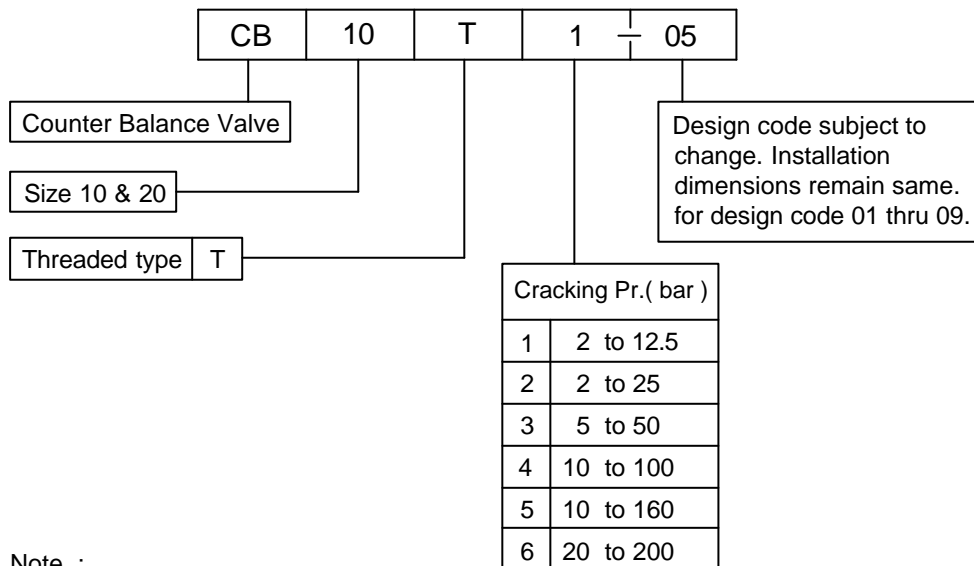 CB 10 T 1 – 05
Counter Balance Valve
Size 10 & 20
Threaded type T
Design code subject to
change. Installation
dimensions remain same.
for design code 01 thru 09.
Cracking Pr.( bar )
1 2 to 12.5
2 2 to 25
3 5 to 50
4 10 to 100
5 10 to 160
6 20 to 200
Note :